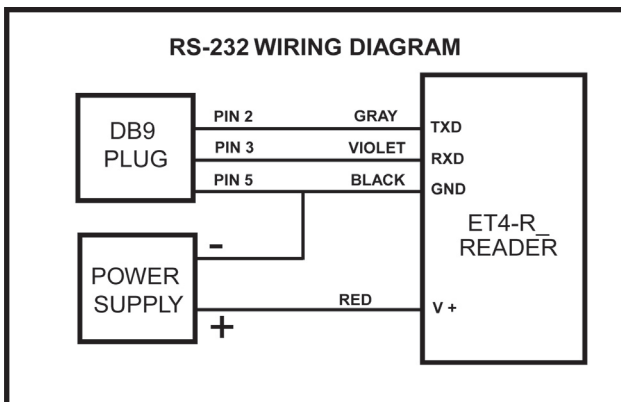 RS-232 WIRING DIAGRAM
DB9
PLUG
PIN 2
GRAY
TXD
PIN 3
VIOLET
RXD
PIN 5
BLACK
GND
ET4-R_
READER
POWER
SUPPLY
-
+
RED
V +